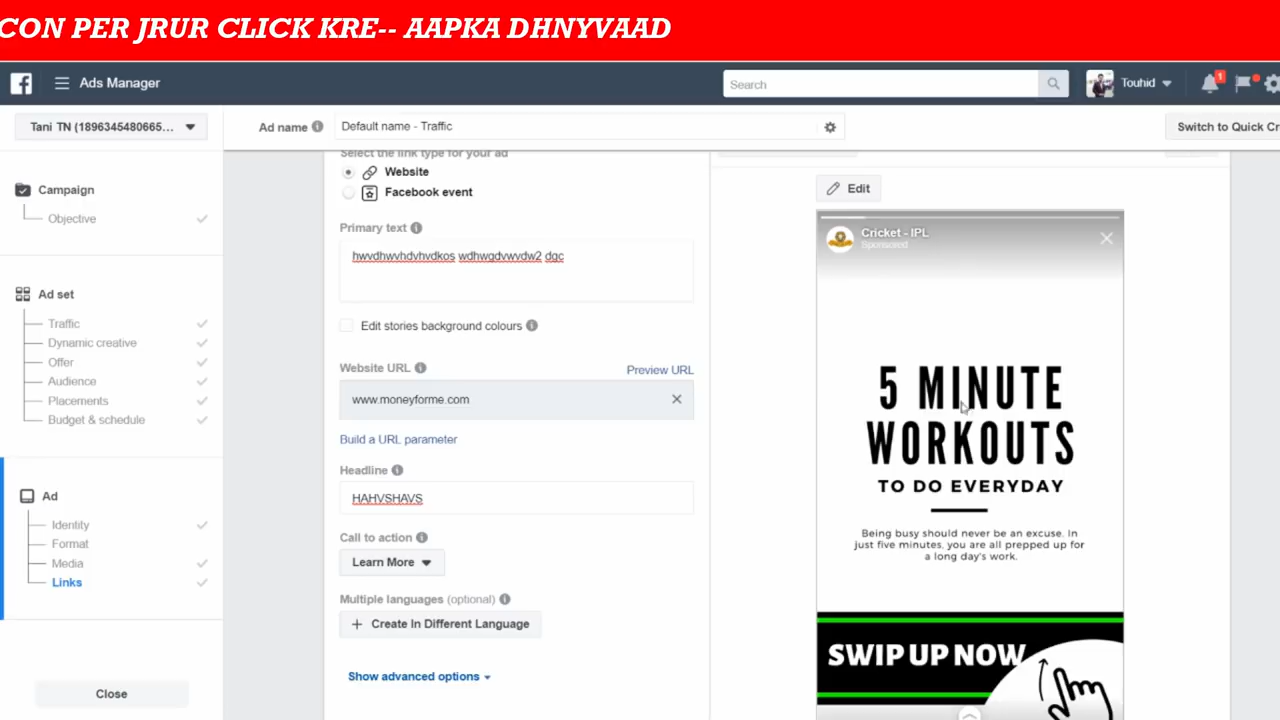 CON PER JRUR CLICK KRE-- AAPKA DHNYVAAD
Ads Manager
Search
1
Touhid
Tani TN (1896345480665...
Ad name
Default name - Traffic
Switch to Quick Cr
Campaign
Objective
Ad set
Traffic
Dynamic creative
Offer
Audience
Placements
Budget & schedule
Ad
Identity
Format
Media
Links
Close
Select the link type for your ad
Website
Facebook event
Primary text
hwvdhwvhdvhvdkos wdhwgdvwvdw2 dgc
Edit stories background colours
Website URL
Preview URL
www.moneyforme.com
Build a URL parameter
Headline
HAHVSHAVS
Call to action
Learn More
Multiple languages (optional)
+ Create In Different Language
Show advanced options
Edit
Cricket - IPL
Sponsored
5 MINUTE
WORKOUTS
TO DO EVERYDAY
Being busy should never be an excuse. In
just five minutes, you are all prepped up for
a long day's work.
SWIP UP NOW